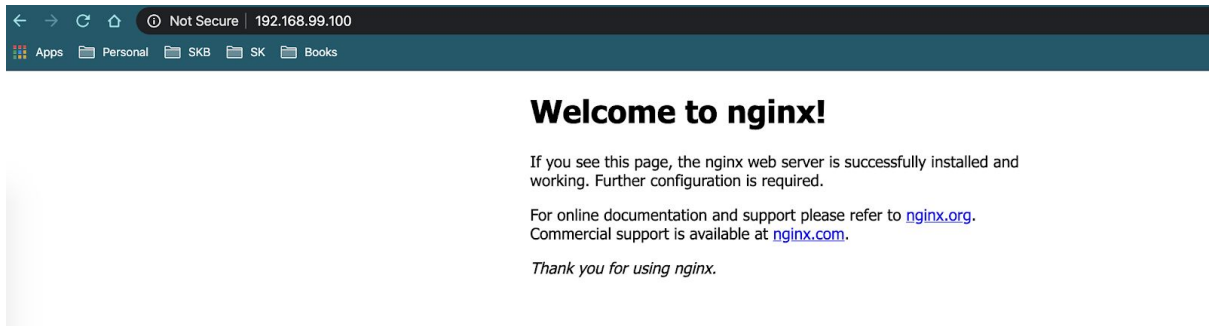 Not Secure 192.168.99.100
Apps Personal SKB SK Books
Welcome to nginx!
If you see this page, the nginx web server is successfully installed and
working. Further configuration is required.
For online documentation and support please refer to nginx.org.
Commercial support is available at nginx.com.
Thank you for using nginx.